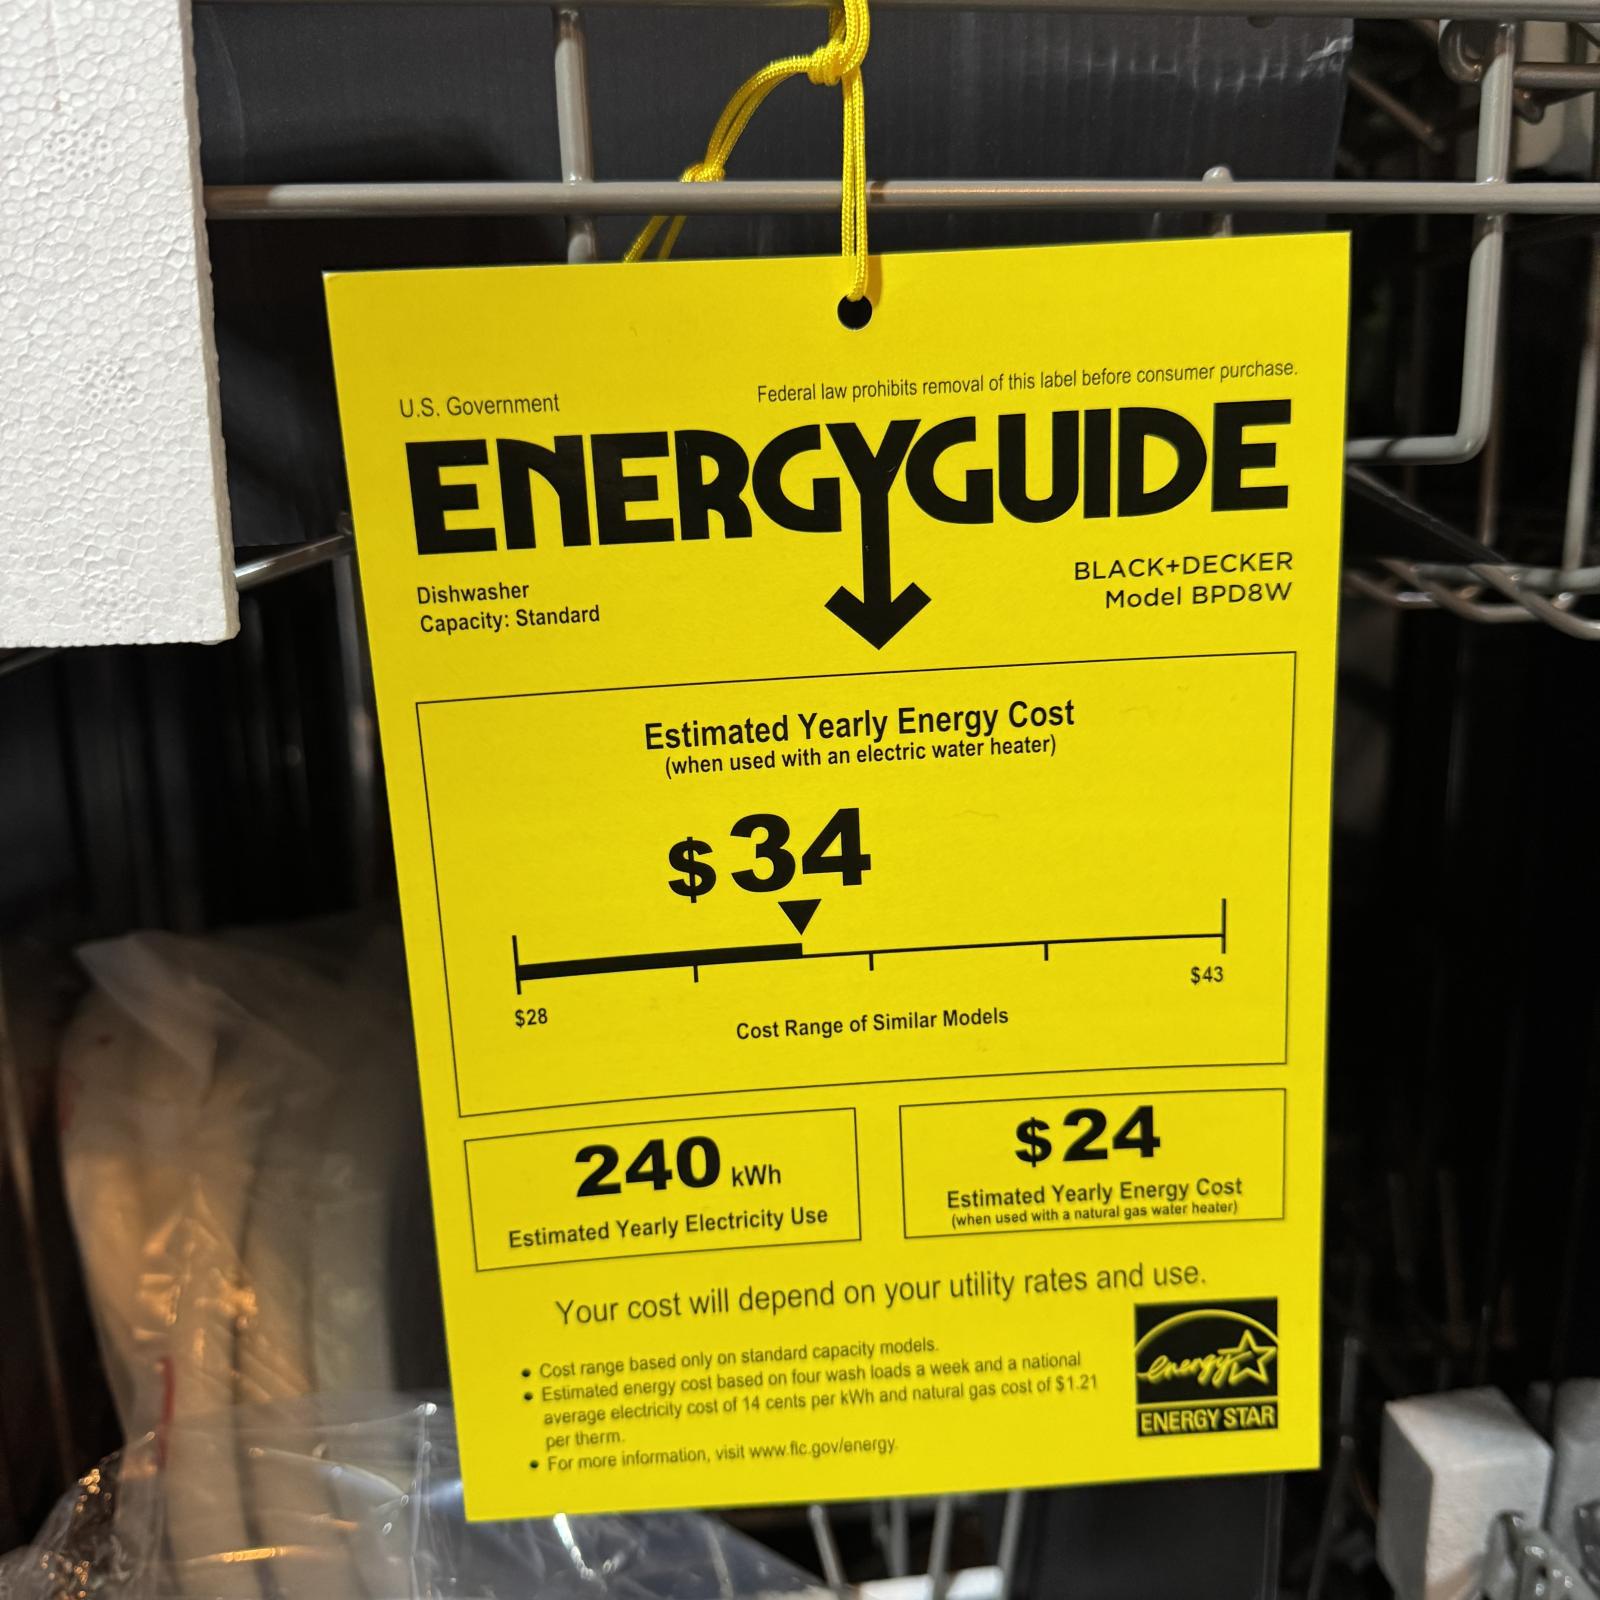 U.S. Government
Federal law prohibits removal of this label before consumer purchase.
ENERGYGUIDE
Dishwasher
Capacity: Standard
BLACK+DECKER
Model BPD8W
Estimated Yearly Energy Cost
(when used with an electric water heater)
$34
$28
$43
Cost Range of Similar Models
240 kWh
Estimated Yearly Electricity Use
$24
Estimated Yearly Energy Cost
(when used with a natural gas water heater)
Your cost will depend on your utility rates and use.
• Cost range based only on standard capacity models.
• Estimated energy cost based on four wash loads a week and a national
average electricity cost of 14 cents per kWh and natural gas cost of $1.21
per therm.
• For more information, visit www.ftc.gov/energy.
energy
ENERGY STAR